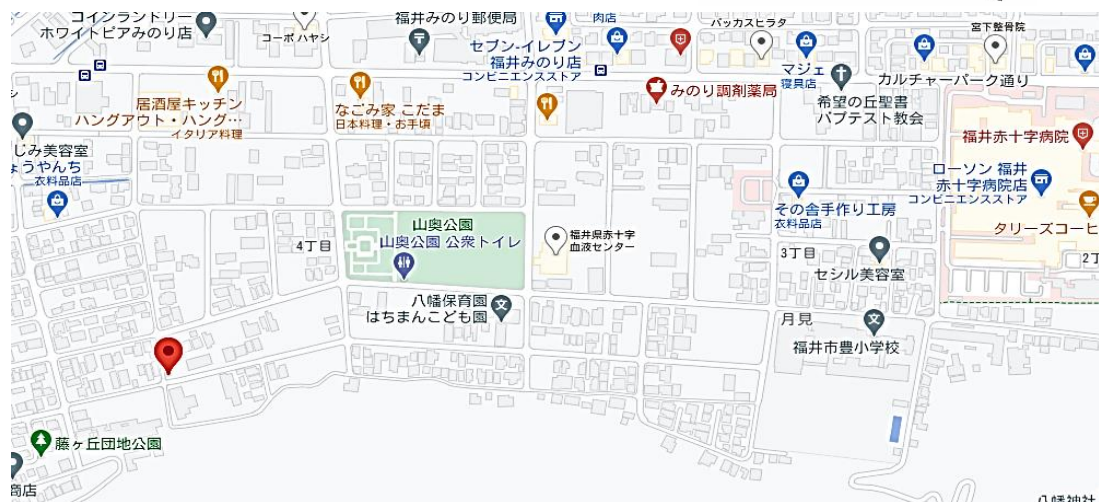 コインランドリー
ホワイトピアみのり店
コーポハヤシ
福井みのり郵便局
セブン-イレブン
福井みのり店
コンビニエンスストア
肉店
バッカスヒラタ
マジェ
寝具店
宮下整骨院
カルチャーパーク通り
居酒屋キッチン
ハングアウト・ハング…
イタリア料理
なごみ家 こだま
日本料理・お手頃
みのり調剤薬局
希望の丘聖書
バプテスト教会
福井赤十字病院
じみ美容室
ょうやんち
衣料品店
ローソン 福井
赤十字病院店
コンビニエンスストア
その舎手作り工房
衣料品店
タリーズコーヒ
山奥公園
山奥公園 公衆トイレ
4丁目
福井県赤十字
血液センター
3丁目
セシル美容室
2丁
八幡保育園
はちまんこども園
月見
福井市豊小学校
藤ヶ丘団地公園
商店
八幡神社